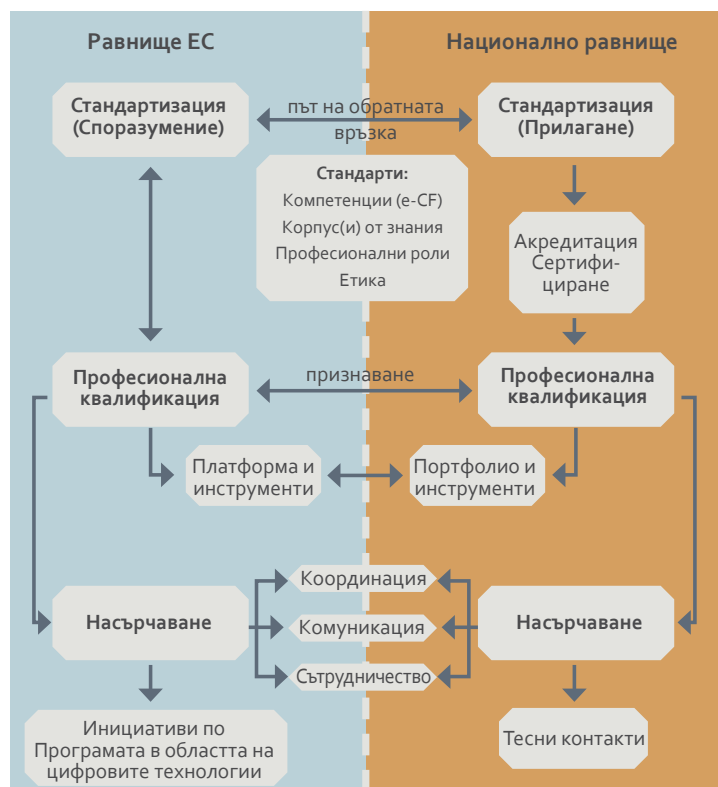 Равнище ЕС
Национално равнище
Стандартизация
(Споразумение)
път на обратната
връзка
Стандартизация
(Прилагане)
Стандарти:
Компетенции (e-CF)
Корпус(и) от знания
Професионални роли
Етика
Акредитация
Сертифи-
циране
Професионална
квалификация
признаване
Професионална
квалификация
Платформа и
инструменти
Портфолио и
инструменти
Координация
Насърчаване
Комуникация
Насърчаване
Сътрудничество
Инициативи по
Програмата в областта на
цифровите технологии
Тесни контакти